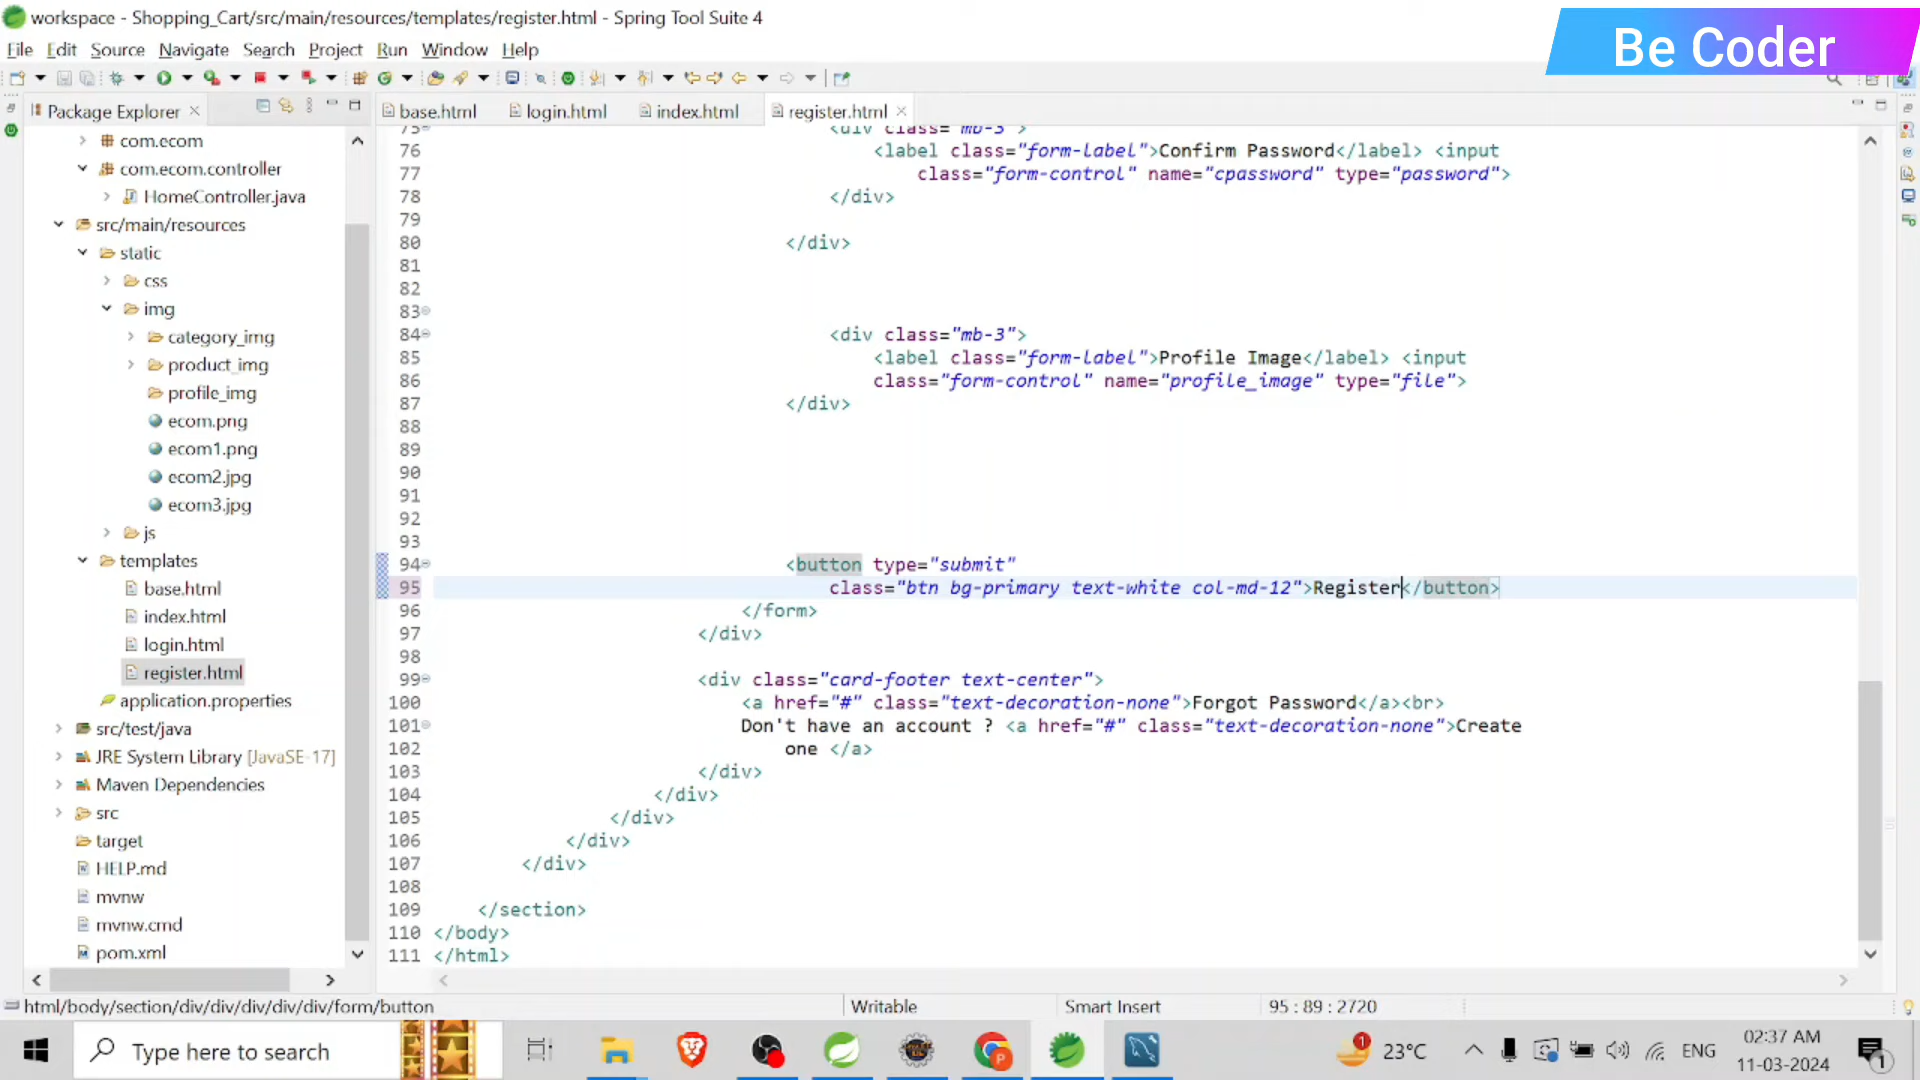 workspace - Shopping_Cart/src/main/resources/templates/register.html - Spring Tool Suite 4
Be Coder
File Edit Source Navigate Search Project Run Window Help
Package Explorer
base.html login.html index.html register.html
com.ecom
com.ecom.controller
HomeController.java
src/main/resources
static
css
img
category_img
product_img
profile_img
ecom.png
ecom1.png
ecom2.jpg
ecom3.jpg
js
templates
base.html
index.html
login.html
register.html
application.properties
src/test/java
JRE System Library [JavaSE-17]
Maven Dependencies
src
target
HELP.md
mvnw
mvnw.cmd
pom.xml
75 <div class="mb-3">
76 <label class="form-label">Confirm Password</label> <input
77 class="form-control" name="cpassword" type="password">
78 </div>
79
80 </div>
81
82
83
84 <div class="mb-3">
85 <label class="form-label">Profile Image</label> <input
86 class="form-control" name="profile_image" type="file">
87 </div>
88
89
90
91
92
93
94 <button type="submit"
95 class="btn bg-primary text-white col-md-12">Register</button>
96 </form>
97 </div>
98
99 <div class="card-footer text-center">
100 <a href="#" class="text-decoration-none">Forgot Password</a><br>
101 Don't have an account ? <a href="#" class="text-decoration-none">Create
102 one </a>
103 </div>
104 </div>
105 </div>
106 </div>
107 </div>
108
109 </section>
110 </body>
111 </html>
html/body/section/div/div/div/div/div/form/button Writable Smart Insert 95 : 89 : 2720
Type here to search
1 23°C ENG 02:37 AM
11-03-2024 1